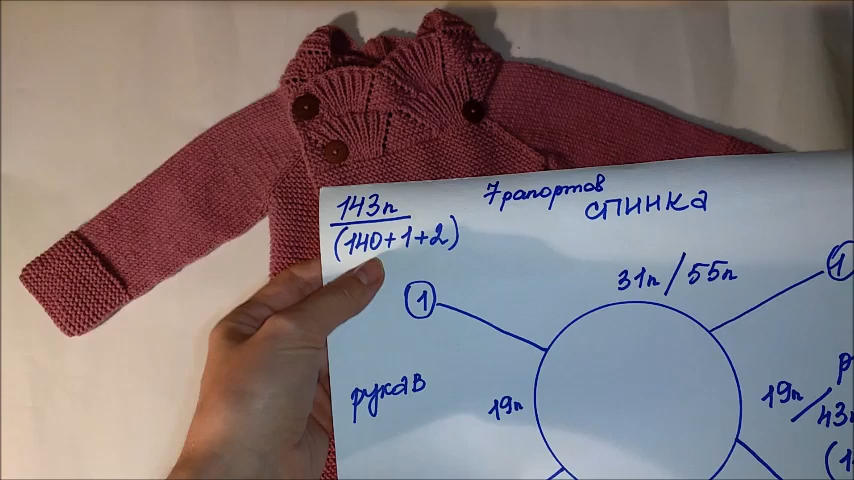 7 рапортов
143п
(140+1+2)
спинка
31п/55п
1
1
рукав
19п
19п/
43п